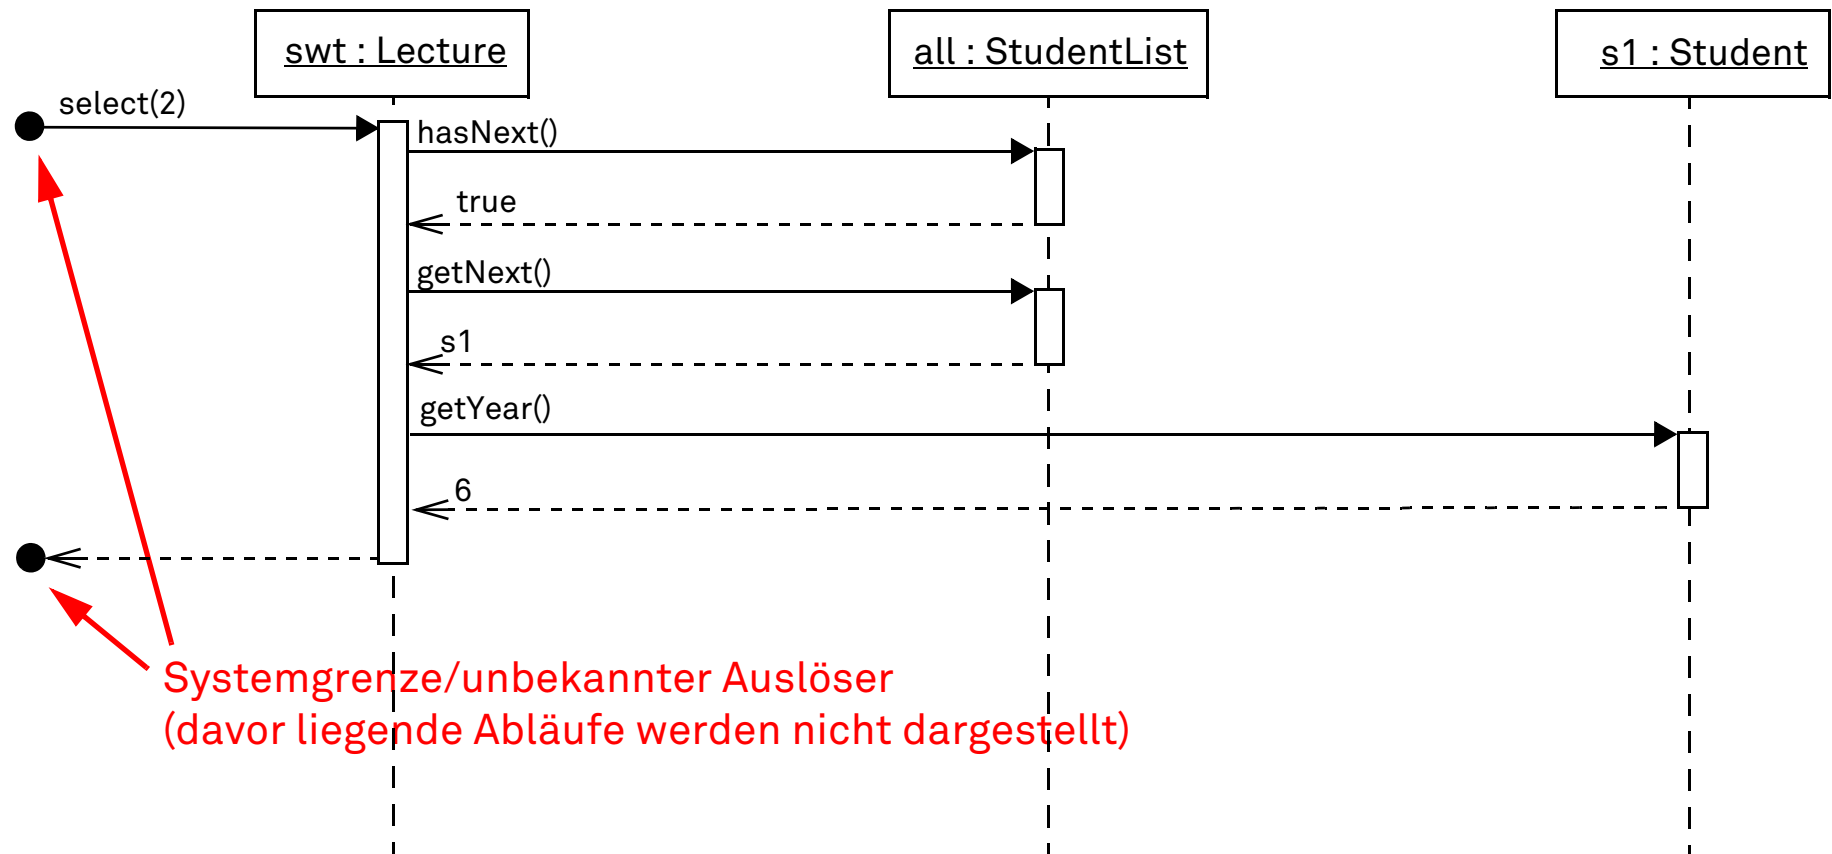 swt : Lecture
all : StudentList
s1 : Student
select(2)
hasNext()
true
getNext()
s1
getYear()
6
Systemgrenze/unbekannter Auslöser
(davor liegende Abläufe werden nicht dargestellt)